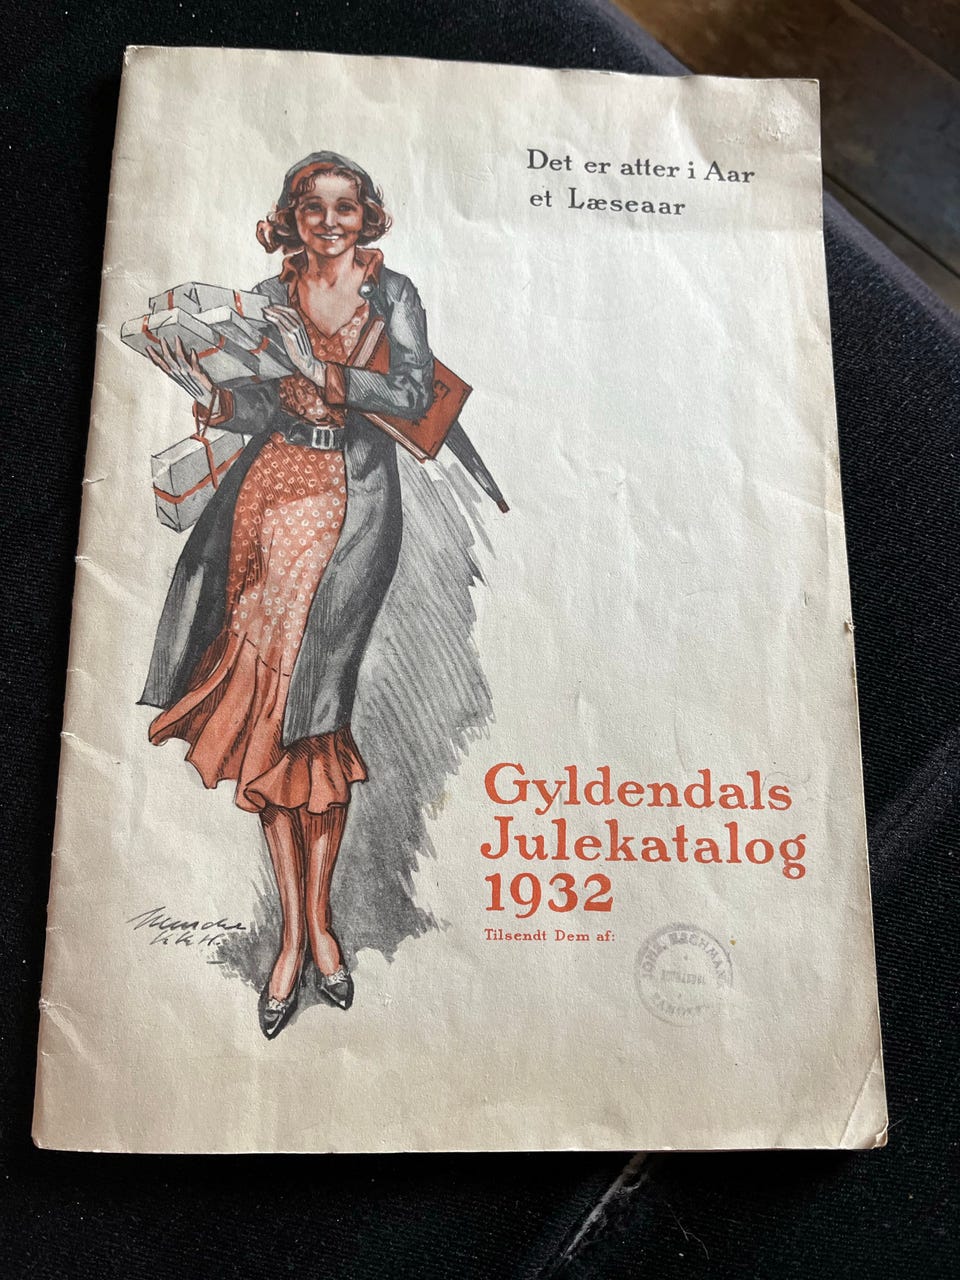 Det er atter i Aar
et Læseaar
Gyldendals
Julekatalog
1932
Tilsendt Dem af: